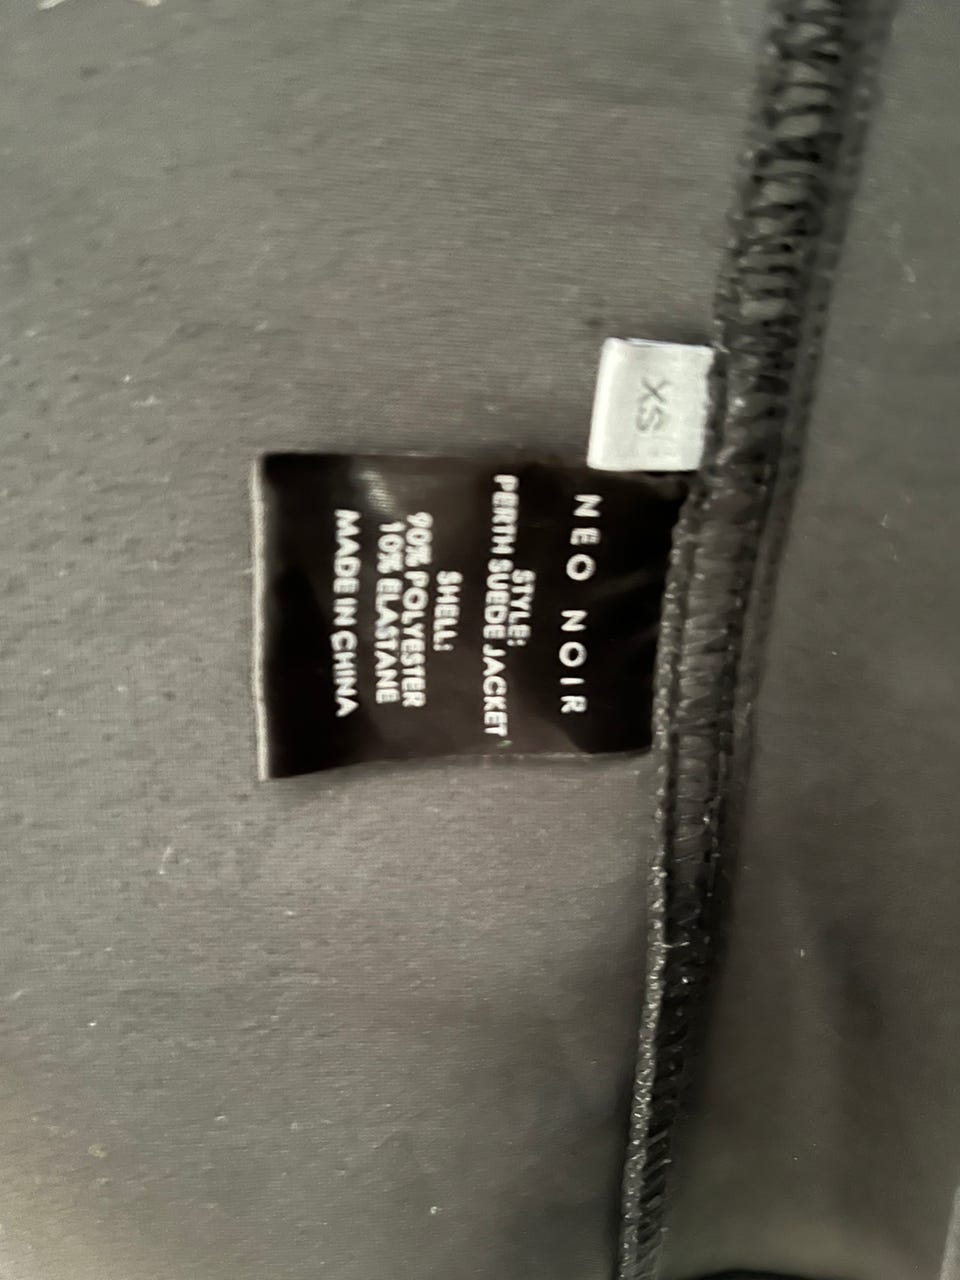 XS
NEO NOIR
STYLE:
PERTH SUEDE JACKET
SHELL:
90% POLYESTER
10% ELASTANE
MADE IN CHINA